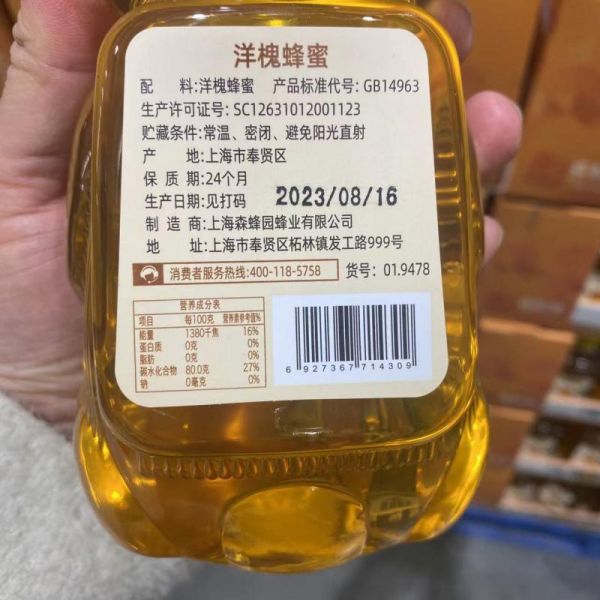 洋槐蜂蜜
配 料:洋槐蜂蜜 产品标准代号: GB14963
生产许可证号: SC12631012001123
贮藏条件:常温、密闭、避免阳光直射
产 地:上海市奉贤区
保 质 期:24个月
生产日期:见打码 2023/08/16
制 造 商:上海森蜂园蜂业有限公司
地 址:上海市奉贤区柘林镇发工路999号
消费者服务热线:400-118-5758 货号: 01.9478
营养成分表
项目 每100克 营养素参考值%
能量 1380千焦 16%
蛋白质 0克 0%
脂肪 0克 0%
碳水化合物 80.0克 27%
钠 0毫克 0%
6 927367 714309